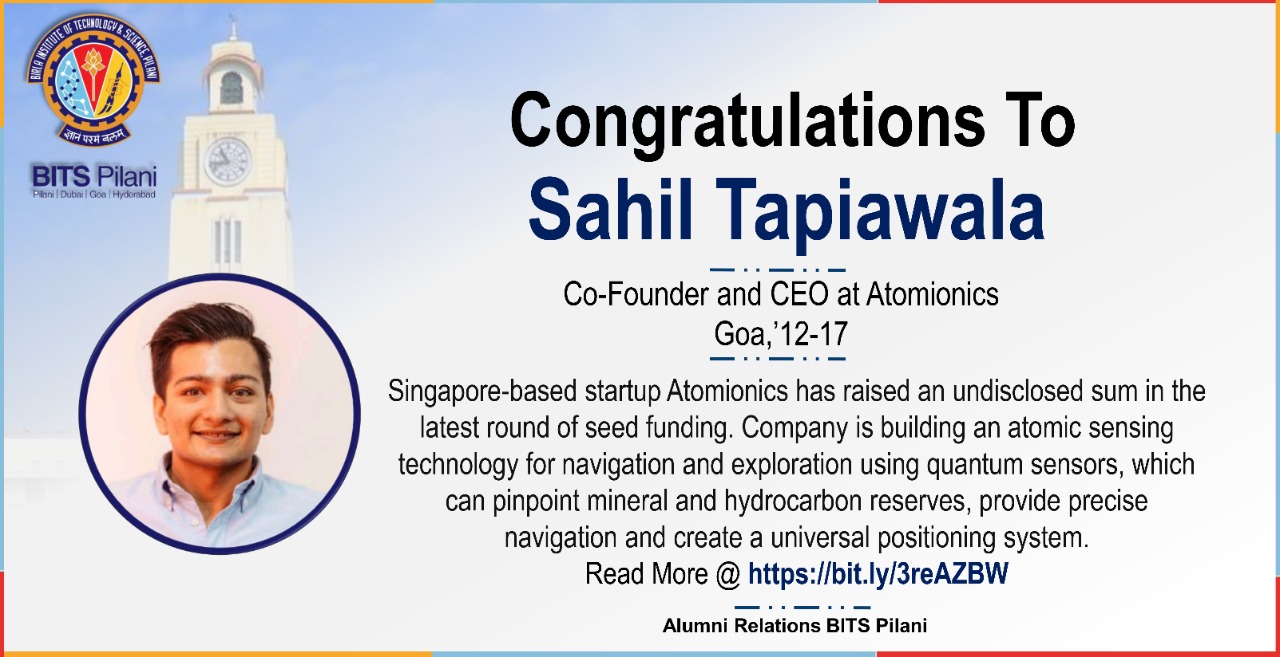 BIRLA INSTITUTE OF TECHNOLOGY & SCIENCE, PILANI
ज्ञानं परमं बलम्
BITS Pilani
Pilani | Dubai | Goa | Hyderabad
Congratulations To
Sahil Tapiawala
Co-Founder and CEO at Atomionics
Goa,’12-17
Singapore-based startup Atomionics has raised an undisclosed sum in the
latest round of seed funding. Company is building an atomic sensing
technology for navigation and exploration using quantum sensors, which
can pinpoint mineral and hydrocarbon reserves, provide precise
navigation and create a universal positioning system.
Read More @ https://bit.ly/3reAZBW
Alumni Relations BITS Pilani